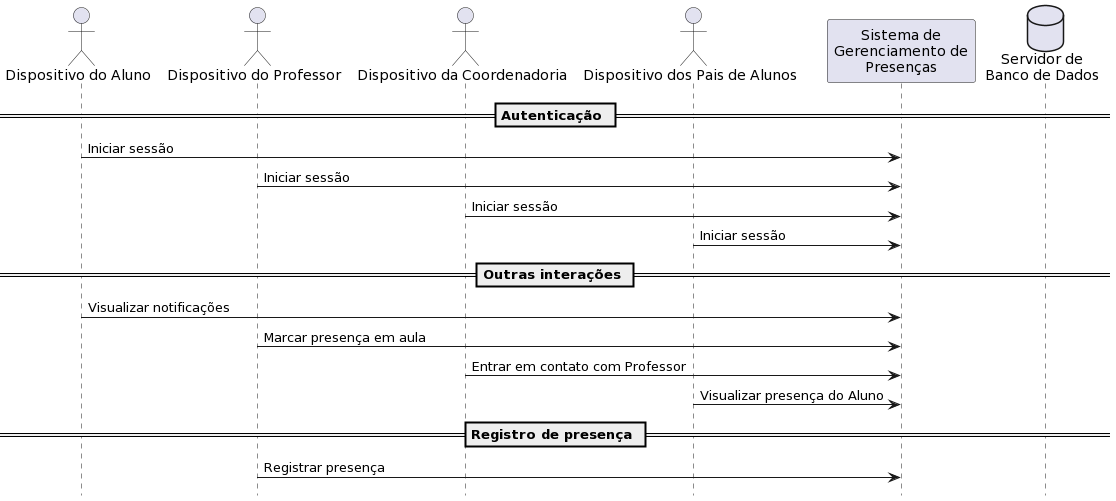 Dispositivo do Aluno
Dispositivo do Professor
Dispositivo da Coordenadoria
Dispositivo dos Pais de Alunos
Sistema de
Gerenciamento de
Presenças
Servidor de
Banco de Dados
Autenticação
Iniciar sessão
Iniciar sessão
Iniciar sessão
Iniciar sessão
Outras interações
Visualizar notificações
Marcar presença em aula
Entrar em contato com Professor
Visualizar presença do Aluno
Registro de presença
Registrar presença